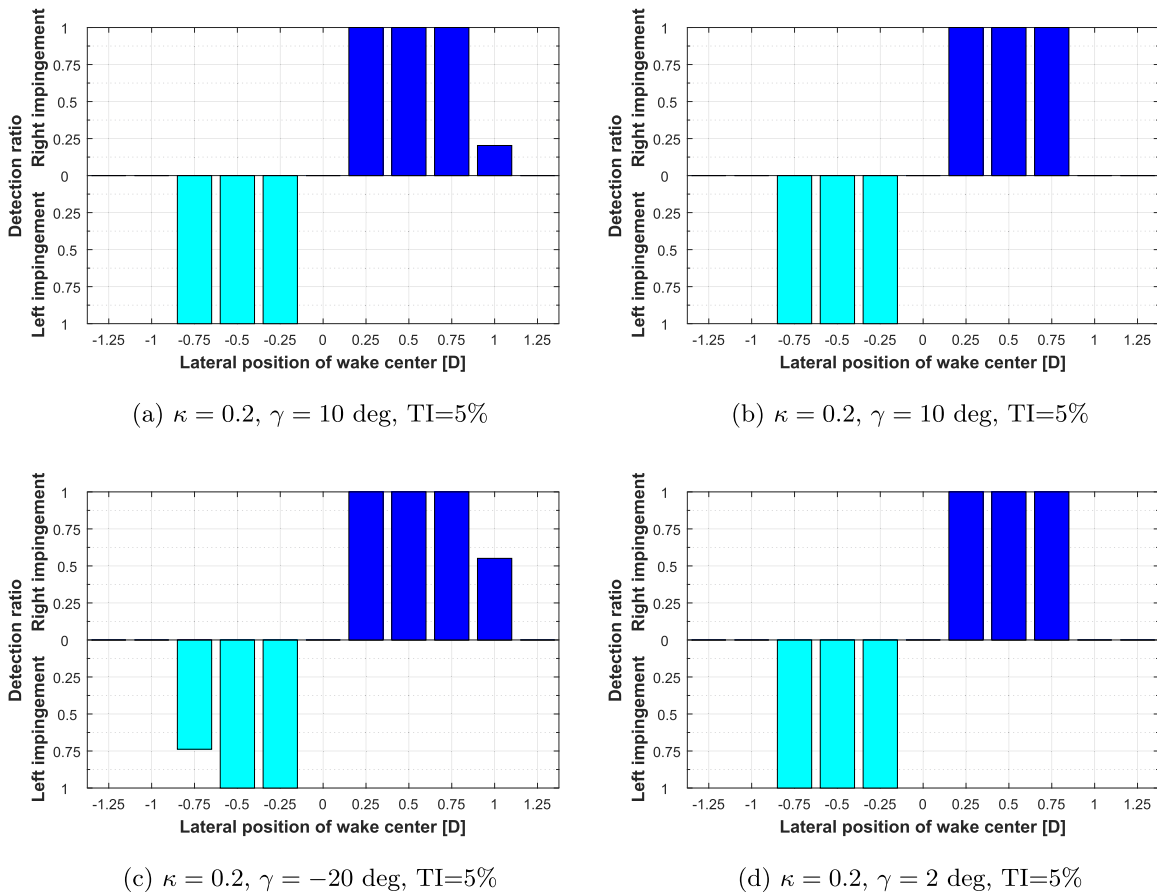 Detection ratio
Left impingement Right impingement
1
0.75
0.5
0.25
0
0.25
0.5
0.75
1
-1.25 -1 -0.75 -0.5 -0.25 0 0.25 0.5 0.75 1 1.25
Lateral position of wake center [D]
(a) κ = 0.2, γ = 10 deg, TI=5%
Detection ratio
Left impingement Right impingement
1
0.75
0.5
0.25
0
0.25
0.5
0.75
1
-1.25 -1 -0.75 -0.5 -0.25 0 0.25 0.5 0.75 1 1.25
Lateral position of wake center [D]
(b) κ = 0.2, γ = 10 deg, TI=5%
Detection ratio
Left impingement Right impingement
1
0.75
0.5
0.25
0
0.25
0.5
0.75
1
-1.25 -1 -0.75 -0.5 -0.25 0 0.25 0.5 0.75 1 1.25
Lateral position of wake center [D]
(c) κ = 0.2, γ = −20 deg, TI=5%
Detection ratio
Left impingement Right impingement
1
0.75
0.5
0.25
0
0.25
0.5
0.75
1
-1.25 -1 -0.75 -0.5 -0.25 0 0.25 0.5 0.75 1 1.25
Lateral position of wake center [D]
(d) κ = 0.2, γ = 2 deg, TI=5%